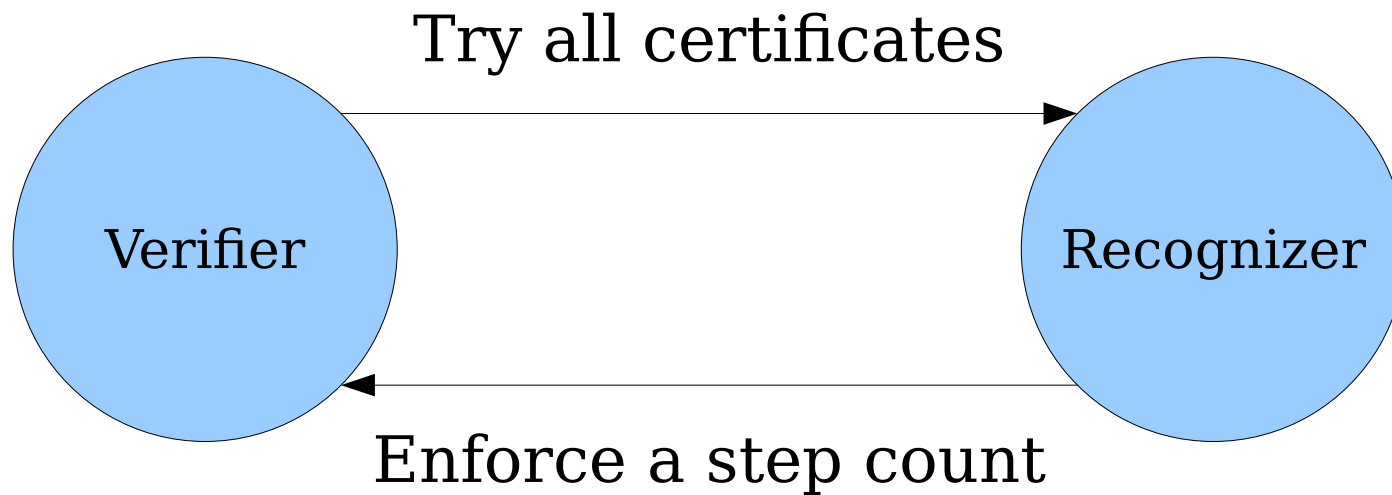 Try all certificates
Verifier
Recognizer
Enforce a step count